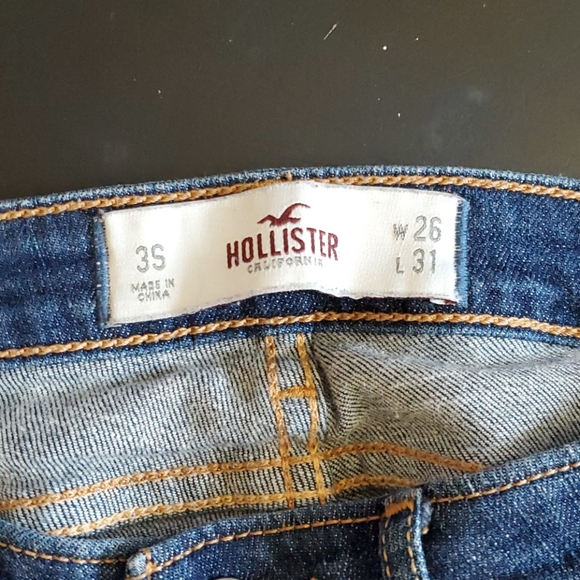 3S
MADE IN
CHINA
HOLLISTER
CALIFORNIA
W 26
L 31